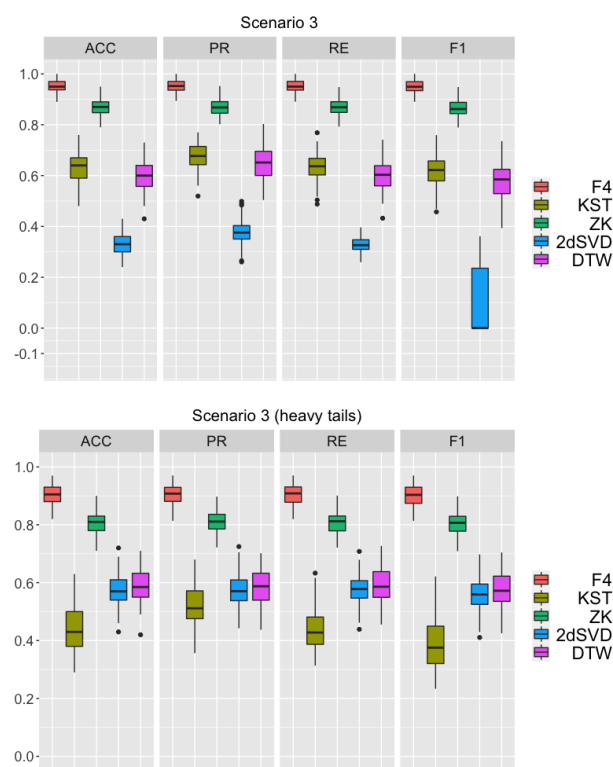 Scenario 3
ACC PR RE F1
1.0
0.8
0.6
0.4
0.2
0.0
-0.1
F4
KST
ZK
2dSVD
DTW
Scenario 3 (heavy tails)
ACC PR RE F1
1.0
0.8
0.6
0.4
0.2
0.0
F4
KST
ZK
2dSVD
DTW